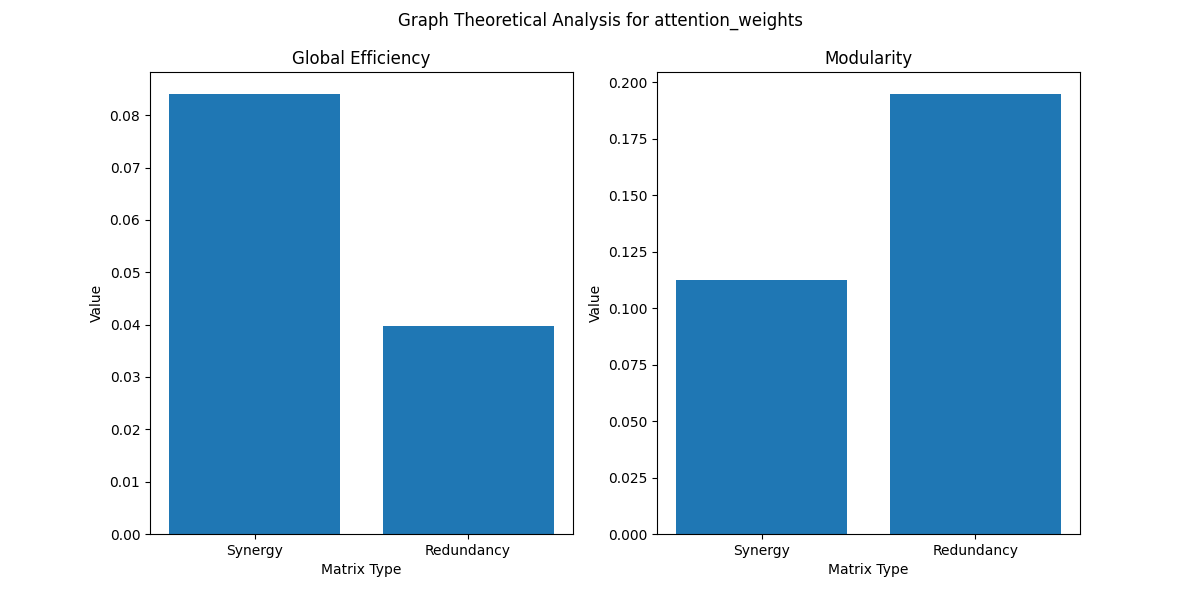 Graph Theoretical Analysis for attention_weights
Global Efficiency
0.08
0.07
0.06
0.05
0.04
0.03
0.02
0.01
0.00
Value
Synergy
Redundancy
Matrix Type
Modularity
0.200
0.175
0.150
0.125
0.100
0.075
0.050
0.025
0.000
Value
Synergy
Redundancy
Matrix Type